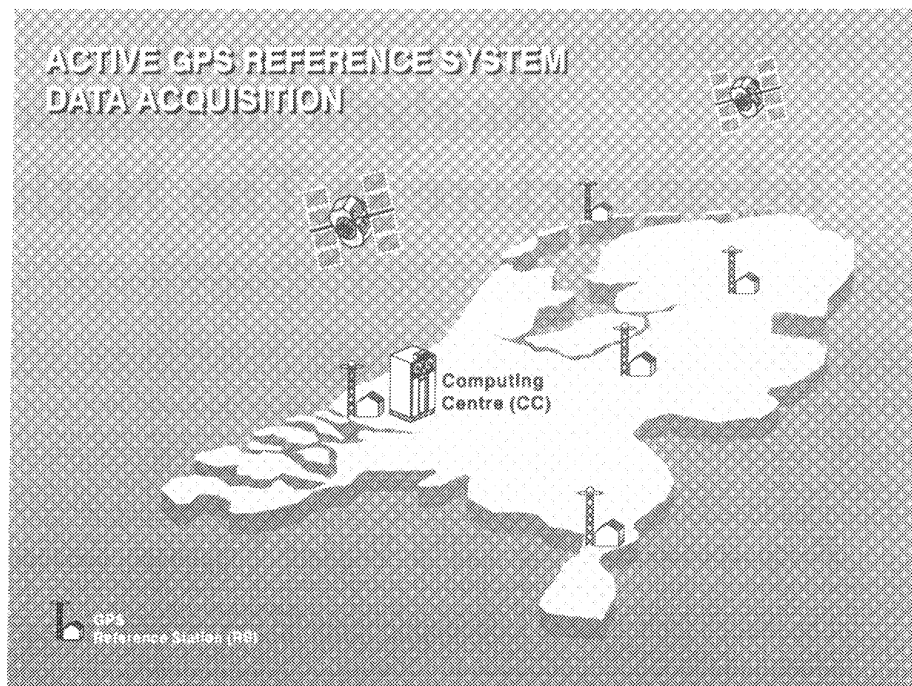 ACTIVE GPS REFERENCE SYSTEM
DATA ACQUISITION
Computing
Centre (CC)
GPS
Reference Station (RS)